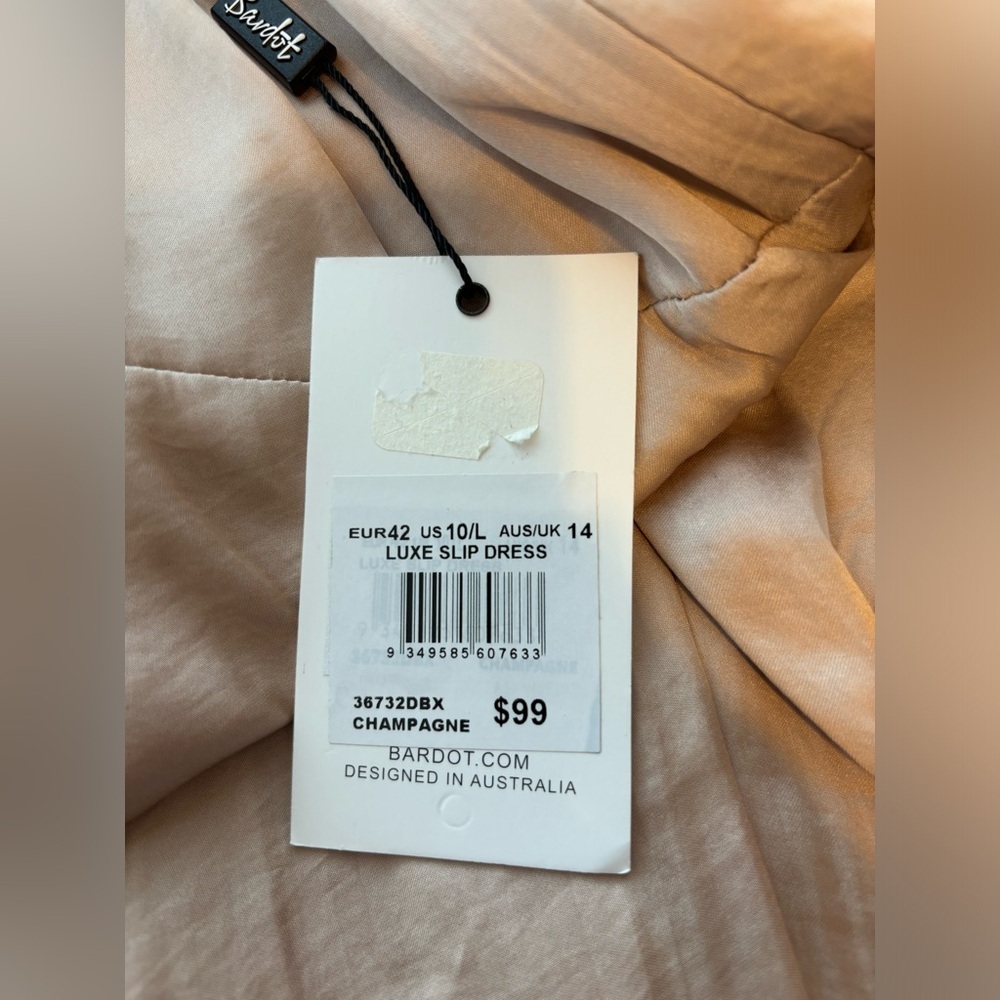 Bardot
EUR42 US 10/L AUS/UK 14
LUXE SLIP DRESS
9 349585 607633
36732DBX
CHAMPAGNE $99
BARDOT.COM
DESIGNED IN AUSTRALIA